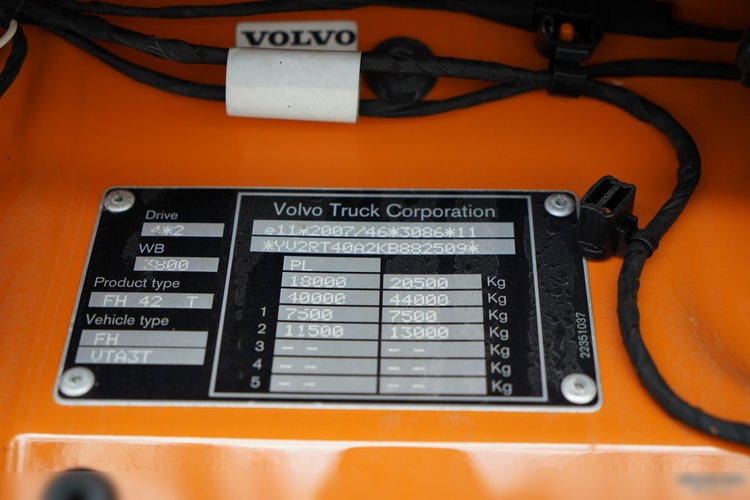 VOLVO
Volvo Truck Corporation
Drive
4*2
WB
3800
Product type
FH 42 T
Vehicle type
FH
VTA3T
e11*2007/46*3086*11
*YV2RT40A2KB882509*
PL
18000 20500 Kg
40000 44000 Kg
1 7500 7500 Kg
2 11500 13000 Kg
3 -- -- Kg
4 -- -- Kg
5 -- -- Kg
22351037